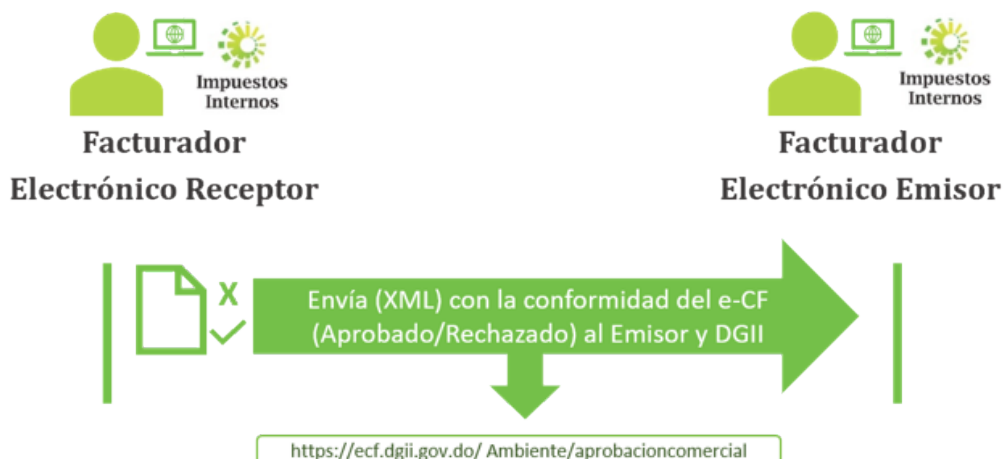 Impuestos
Internos
Facturador
Electrónico Receptor
Impuestos
Internos
Facturador
Electrónico Emisor
X
Envía (XML) con la conformidad del e-CF
(Aprobado/Rechazado) al Emisor y DGII
https://ecf.dgii.gov.do/ Ambiente/aprobacioncomercial